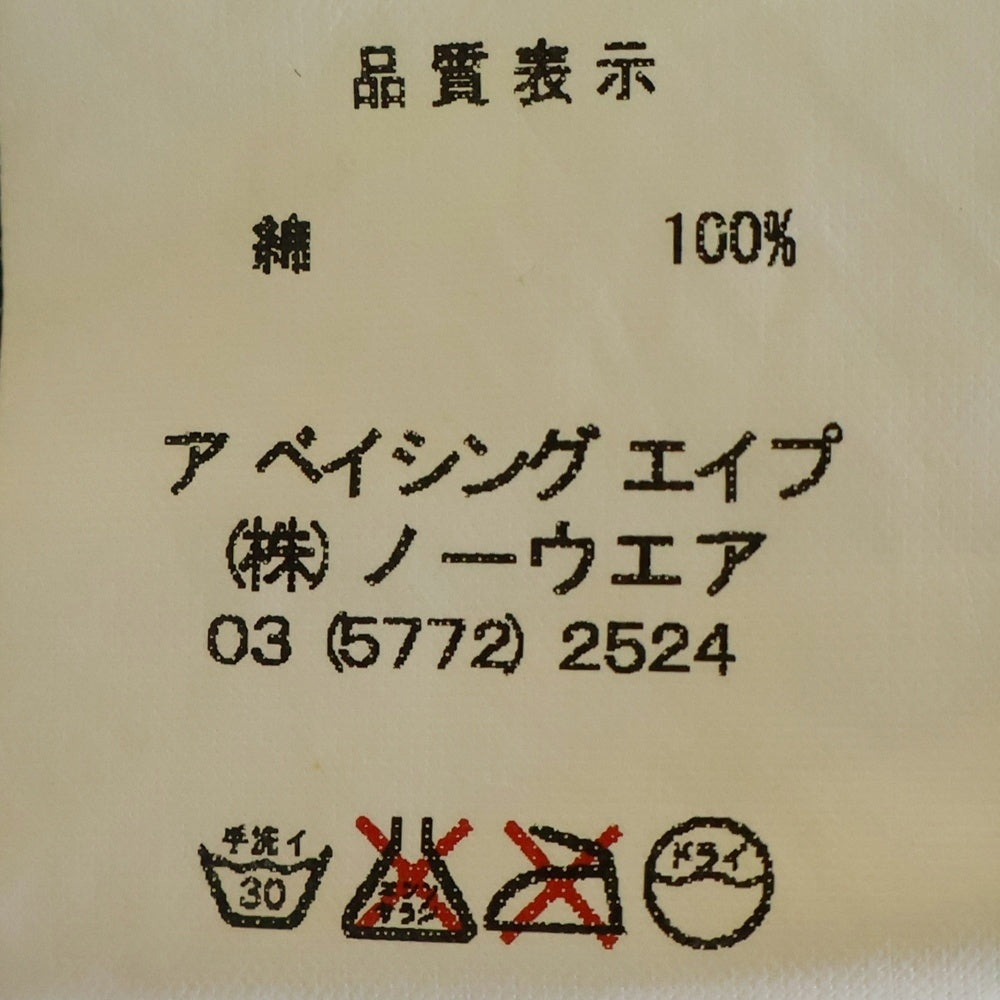 品質表示
綿 100%
ア ベイシング エイプ
(株) ノーウエア
03 (5772) 2524
手洗イ 30
エンソ サラシ
ドライ